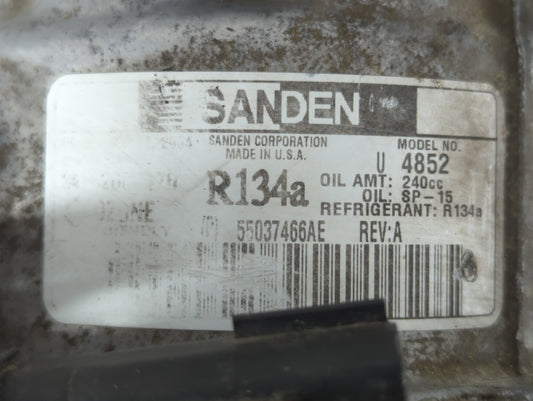 SANDEN
SANDEN CORPORATION
MADE IN U.S.A.
MODEL NO.
U 4852
R134a
OIL AMT: 240cc
OIL: SP-15
REFRIGERANT: R134a
55037466AE REV:A